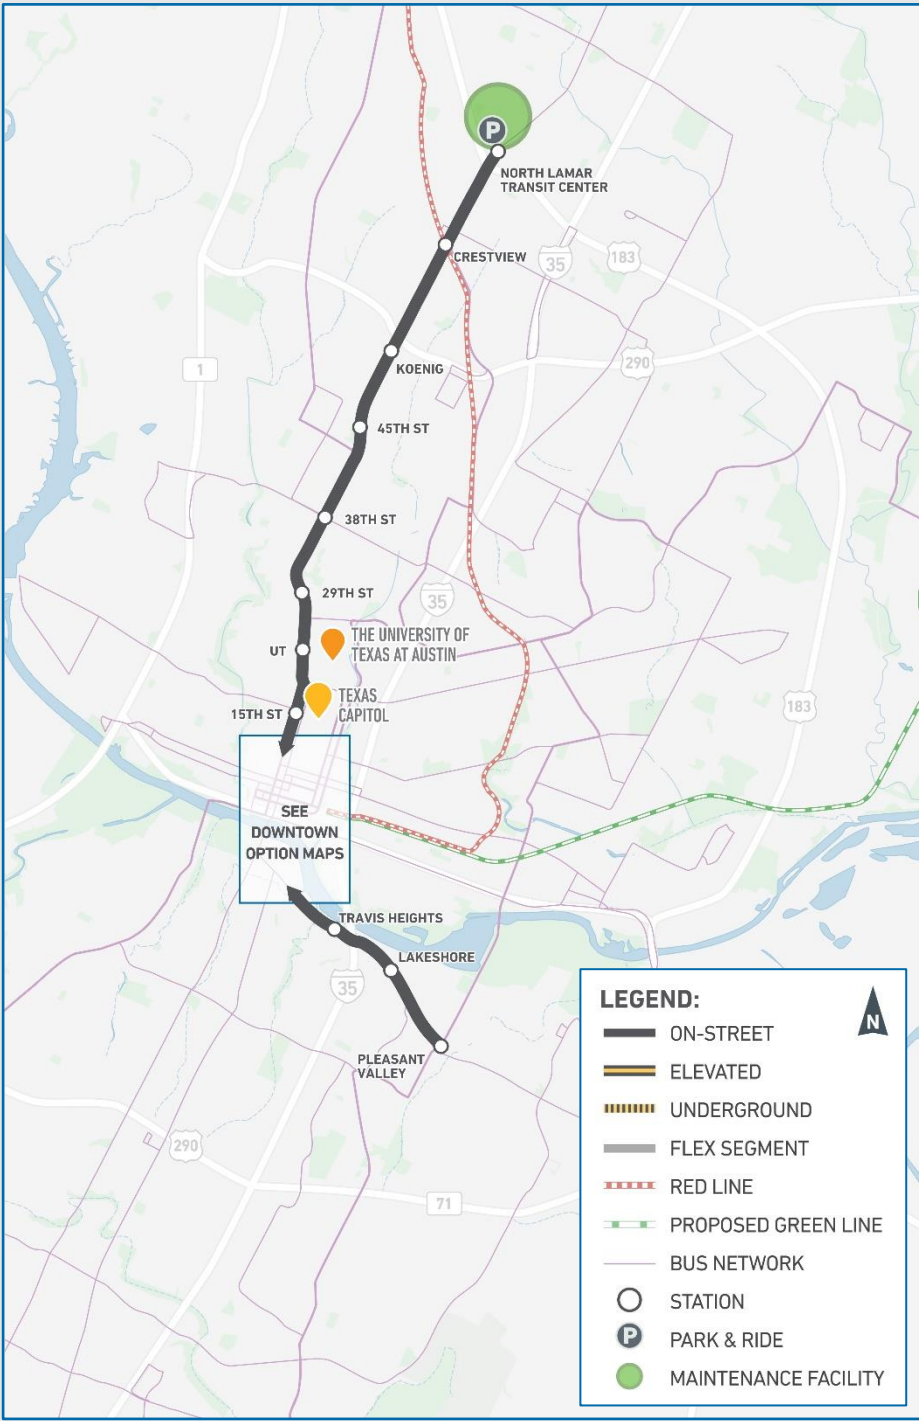 P
NORTH LAMAR
TRANSIT CENTER
CRESTVIEW
35
183
290
1
KOENIG
45TH ST
38TH ST
29TH ST
35
UT
THE UNIVERSITY OF
TEXAS AT AUSTIN
15TH ST
TEXAS
CAPITOL
183
SEE
DOWNTOWN
OPTION MAPS
TRAVIS HEIGHTS
LAKESHORE
35
PLEASANT
VALLEY
290
71
LEGEND:
N
ON-STREET
ELEVATED
UNDERGROUND
FLEX SEGMENT
RED LINE
PROPOSED GREEN LINE
BUS NETWORK
STATION
P
PARK & RIDE
MAINTENANCE FACILITY